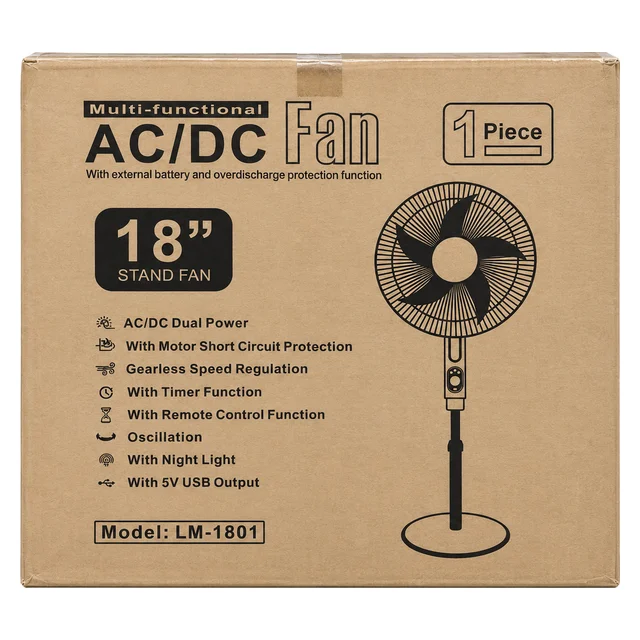 Multi-functional
AC/DC Fan
With external battery and overdischarge protection function
1 Piece
18”
STAND FAN
AC/DC Dual Power
With Motor Short Circuit Protection
Gearless Speed Regulation
With Timer Function
With Remote Control Function
Oscillation
With Night Light
With 5V USB Output
Model: LM-1801